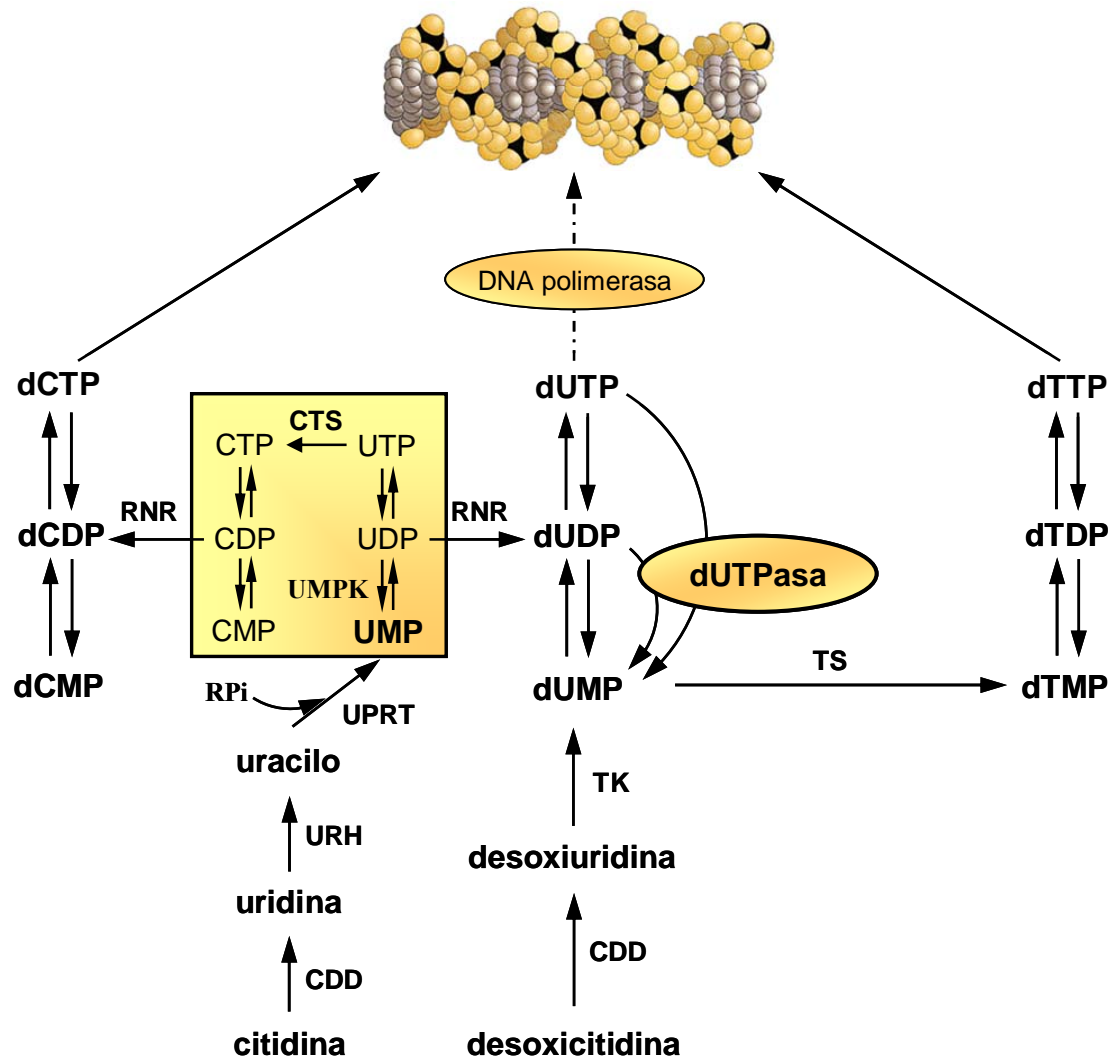 DNA polimerasa
dCTP
dUTP
dTTP
CTS
CTP
UTP
RNR
RNR
dCDP
CDP
UDP
dUDP
dTDP
dUTPasa
UMPK
CMP
UMP
TS
dCMP
RPi
dUMP
dTMP
UPRT
uracilo
TK
URH
desoxiuridina
uridina
CDD
CDD
citidina
desoxicitidina